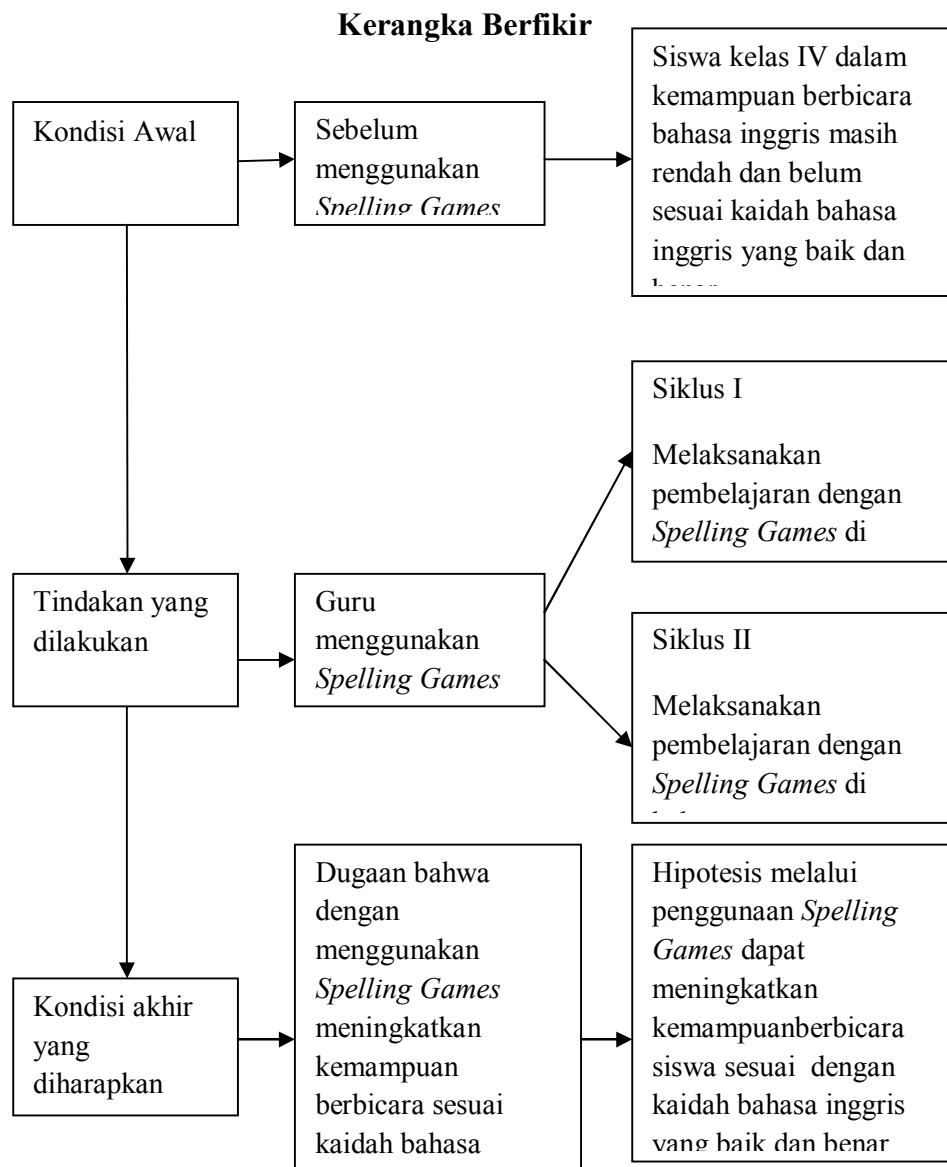 Kerangka Berfikir
Kondisi Awal
Sebelum
menggunakan
Spelling Games
Siswa kelas IV dalam
kemampuan berbicara
bahasa inggris masih
rendah dan belum
sesuai kaidah bahasa
inggris yang baik dan
Tindakan yang
dilakukan
Guru
menggunakan
Spelling Games
Siklus I
Melaksanakan
pembelajaran dengan
Spelling Games di
Siklus II
Melaksanakan
pembelajaran dengan
Spelling Games di
Kondisi akhir
yang
diharapkan
Dugaan bahwa
dengan
menggunakan
Spelling Games
meningkatkan
kemampuan
berbicara sesuai
kaidah bahasa
Hipotesis melalui
penggunaan Spelling
Games dapat
meningkatkan
kemampuanberbicara
siswa sesuai dengan
kaidah bahasa inggris
yang baik dan benar